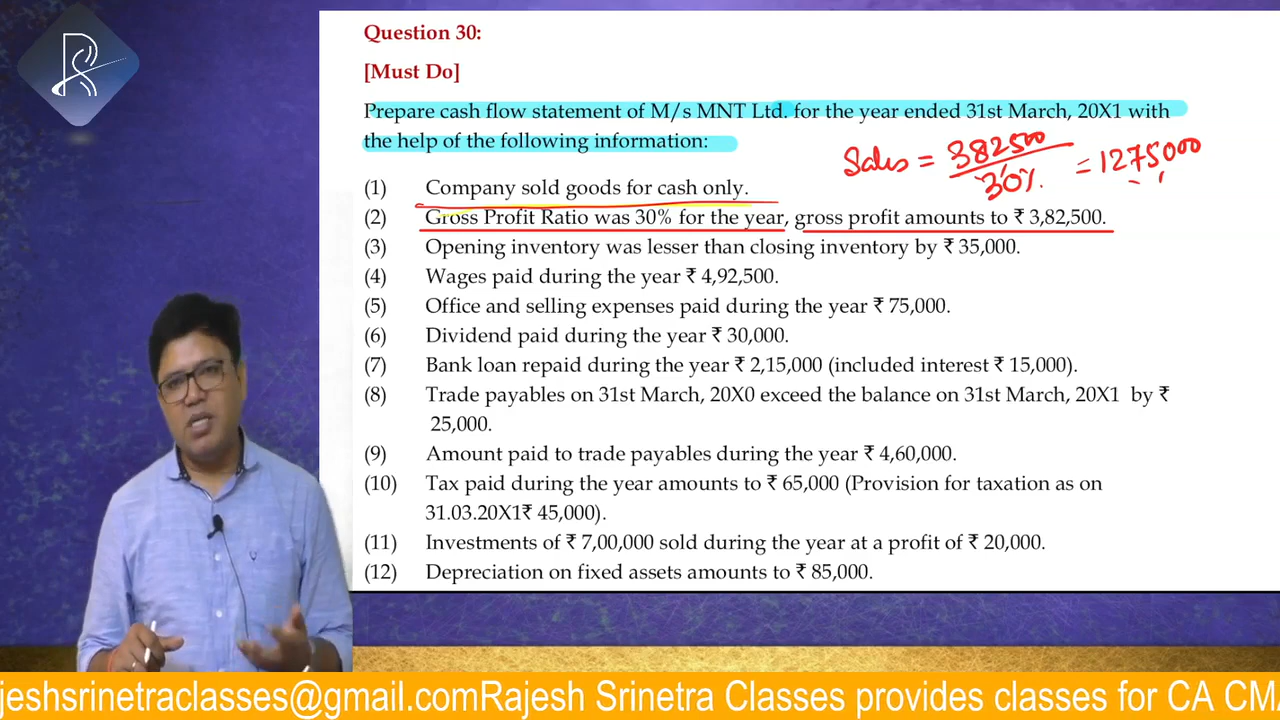 Question 30:
[Must Do]
Prepare cash flow statement of M/s MNT Ltd. for the year ended 31st March, 20X1 with
the help of the following information:
Sales = 382500 / 30% = 1275000
(1) Company sold goods for cash only.
(2) Gross Profit Ratio was 30% for the year, gross profit amounts to ₹ 3,82,500.
(3) Opening inventory was lesser than closing inventory by ₹ 35,000.
(4) Wages paid during the year ₹ 4,92,500.
(5) Office and selling expenses paid during the year ₹ 75,000.
(6) Dividend paid during the year ₹ 30,000.
(7) Bank loan repaid during the year ₹ 2,15,000 (included interest ₹ 15,000).
(8) Trade payables on 31st March, 20X0 exceed the balance on 31st March, 20X1 by ₹
25,000.
(9) Amount paid to trade payables during the year ₹ 4,60,000.
(10) Tax paid during the year amounts to ₹ 65,000 (Provision for taxation as on
31.03.20X1₹ 45,000).
(11) Investments of ₹ 7,00,000 sold during the year at a profit of ₹ 20,000.
(12) Depreciation on fixed assets amounts to ₹ 85,000.
jeshsrinetraclasses@gmail.comRajesh Srinetra Classes provides classes for CA CMA